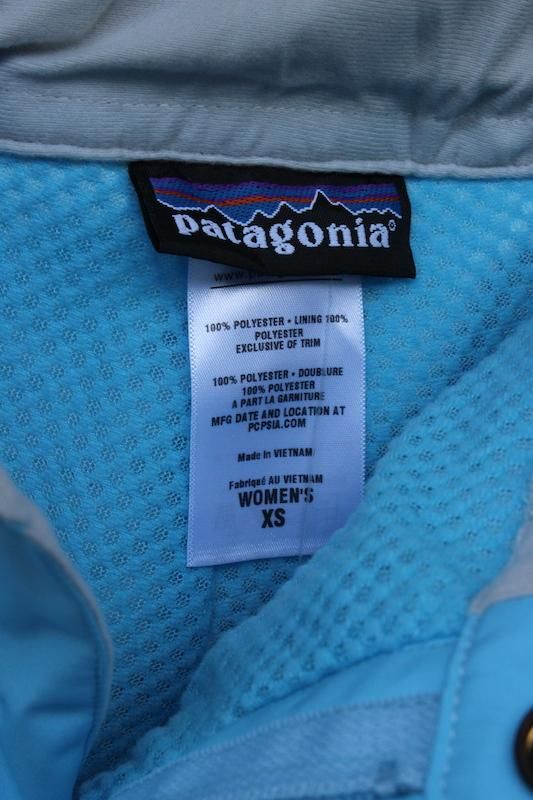 patagonia®
www.
100% POLYESTER • LINING 100%
POLYESTER
EXCLUSIVE OF TRIM
100% POLYESTER • DOUBLURE
100% POLYESTER
A PART LA GARNITURE
MFG DATE AND LOCATION AT
PCPSIA.COM
Made in VIETNAM
Fabriqué AU VIETNAM
WOMEN'S
XS